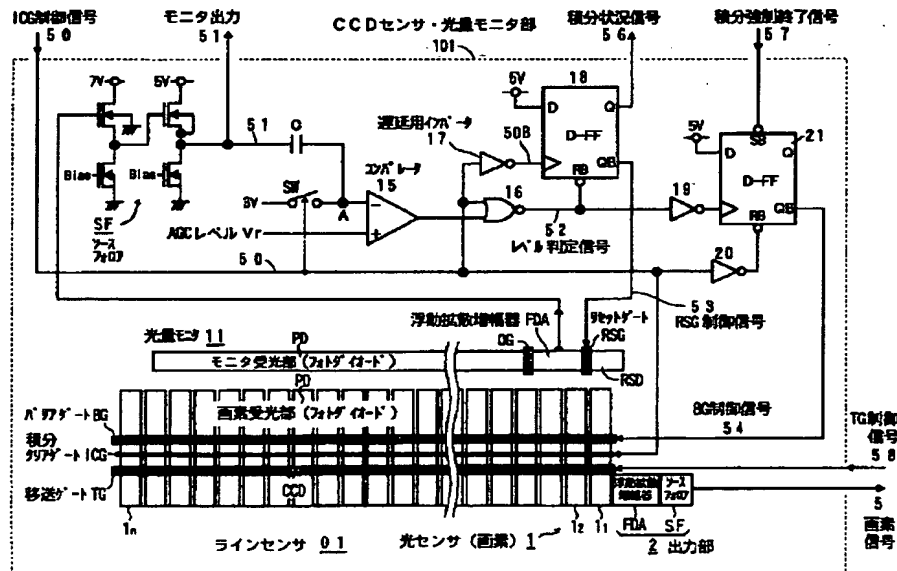 ICG制御信号
50
モニタ出力
51
CCDセンサ・光量モニタ部
101
積分状況信号
56
積分強制終了信号
57
7V
5V
51
C
遅延用インバータ
17
50B
5V
18
D Q
D-FF
QB
RB
5V
21
SB
D Q
D-FF
QB
RB
Bias
Bias
SF
ソース
フォロア
SW
3V
A
コンパレータ
15
16
19
AGCレベル Vr
52
レベル判定信号
50
20
53
RSG制御信号
光量モニタ 11
浮動拡散増幅器 FDA
リセットゲート
RSG
OG
PD
モニタ受光部(フォトダイオード)
RSD
PD
画素受光部(フォトダイオード)
バリアゲート BG
BG制御信号
54
TG制御
信号
58
積分
クリアゲート ICG
移送ゲート TG
CCD
浮動拡散
増幅器
ソース
フォロア
5
画素
信号
1n
12
11
FDA
SF
ラインセンサ 01
光センサ(画素) 1
2 出力部